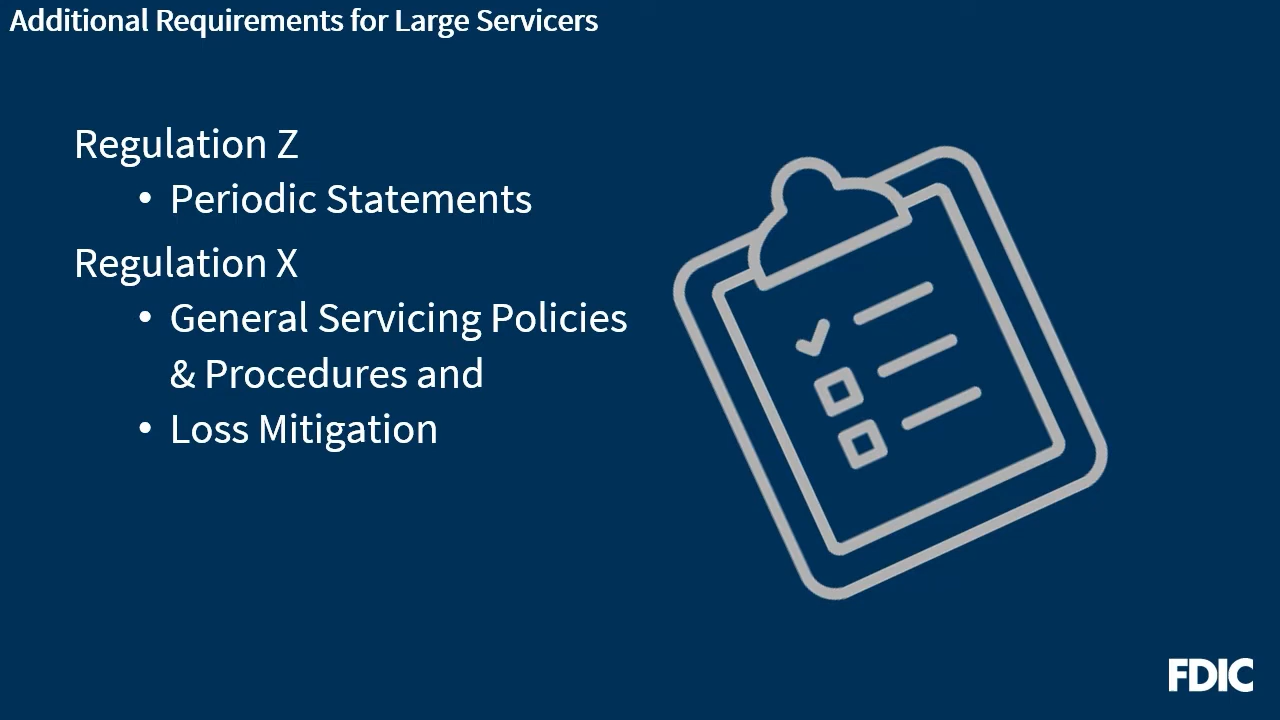 Additional Requirements for Large Servicers
Regulation Z
• Periodic Statements
Regulation X
• General Servicing Policies
& Procedures and
• Loss Mitigation
FDIC